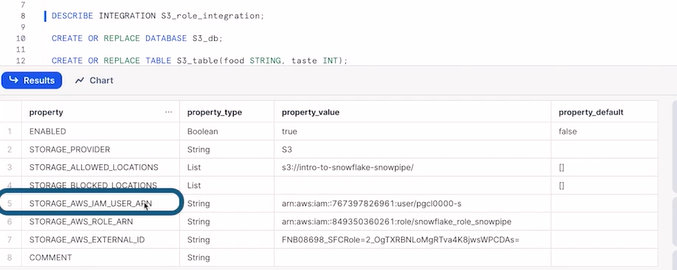 7
8 DESCRIBE INTEGRATION S3_role_integration;
9
10 CREATE OR REPLACE DATABASE S3_db;
11
12 CREATE OR REPLACE TABLE S3_table(food STRING, taste INT);
Results Chart
property ... property_type property_value property_default
1 ENABLED Boolean true false
2 STORAGE_PROVIDER String S3
3 STORAGE_ALLOWED_LOCATIONS List s3://intro-to-snowflake-snowpipe/ []
4 STORAGE_BLOCKED_LOCATIONS List []
5 STORAGE_AWS_IAM_USER_ARN String arn:aws:iam::767397826961:user/pgcl0000-s
6 STORAGE_AWS_ROLE_ARN String arn:aws:iam::849350360261:role/snowflake_role_snowpipe
7 STORAGE_AWS_EXTERNAL_ID String FNB08698_SFCRole=2_OgTXRBNLoMgRTva4K8jwsWPCDAs=
8 COMMENT String